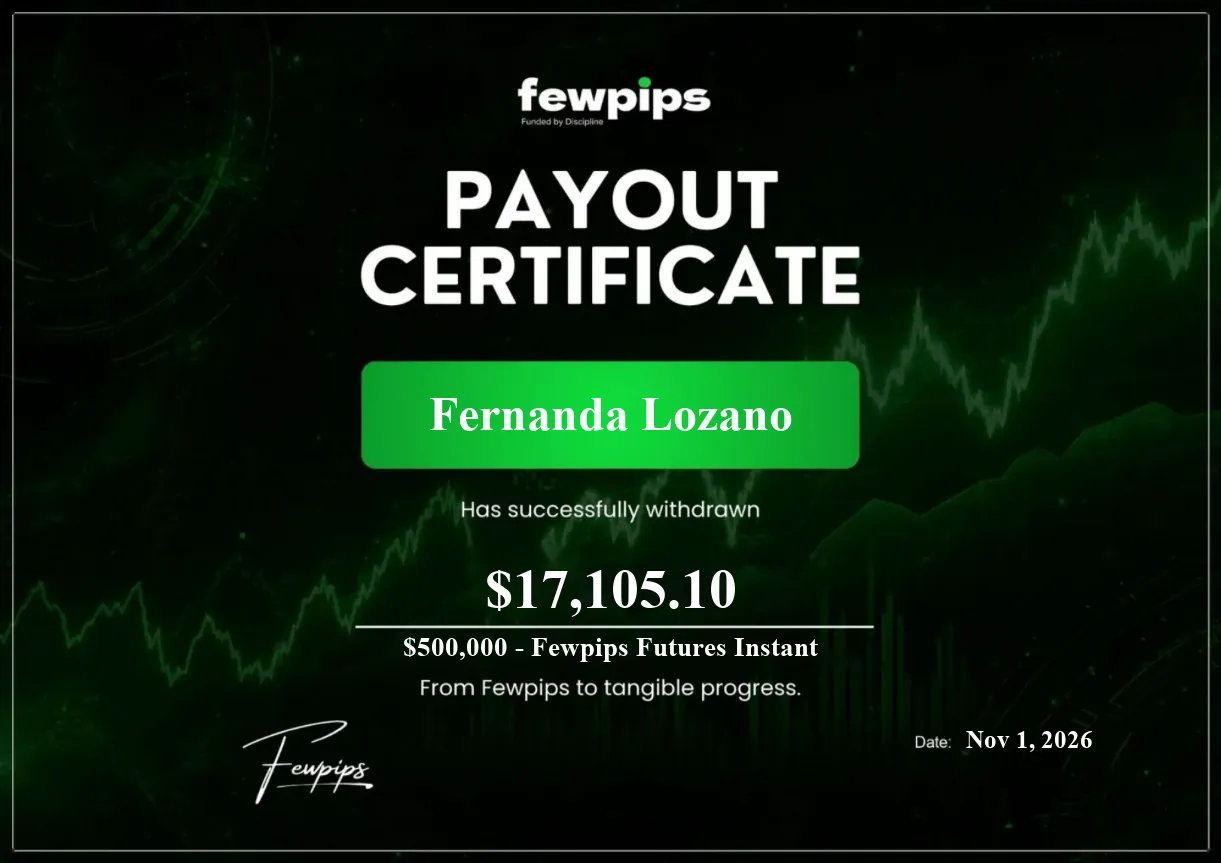 fewpips
Funded by Discipline
PAYOUT
CERTIFICATE
Fernanda Lozano
Has successfully withdrawn
$17,105.10
$500,000 - Fewpips Futures Instant
From Fewpips to tangible progress.
Fewpips
Date: Nov 1, 2026